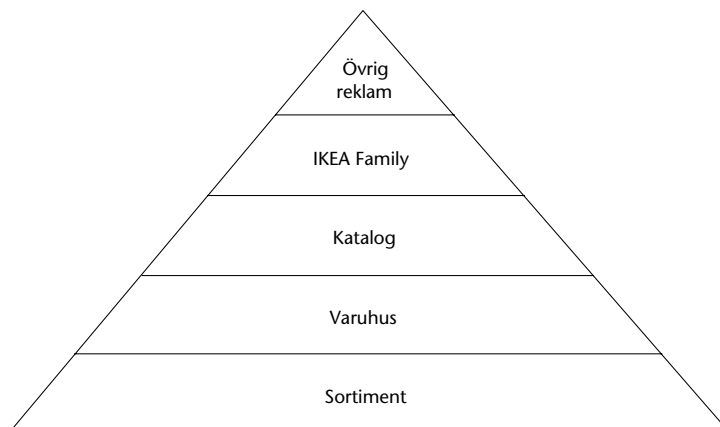 Övrig
reklam
IKEA Family
Katalog
Varuhus
Sortiment